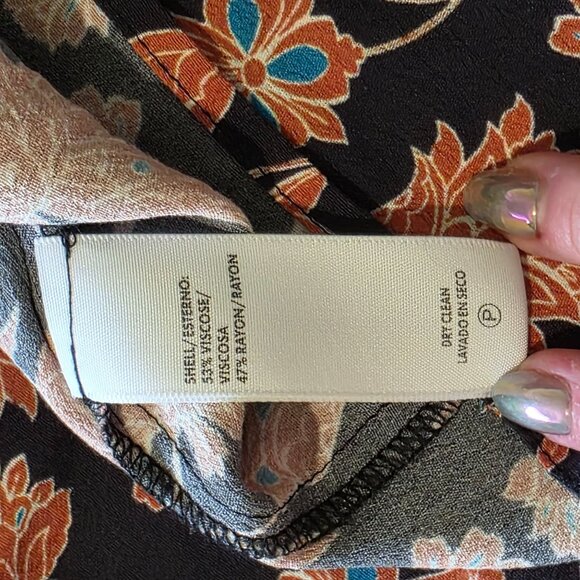 SHELL/ESTERNO:
53% VISCOSE/
VISCOSA
47% RAYON/RAYON
DRY CLEAN
LAVADO EN SECO
P